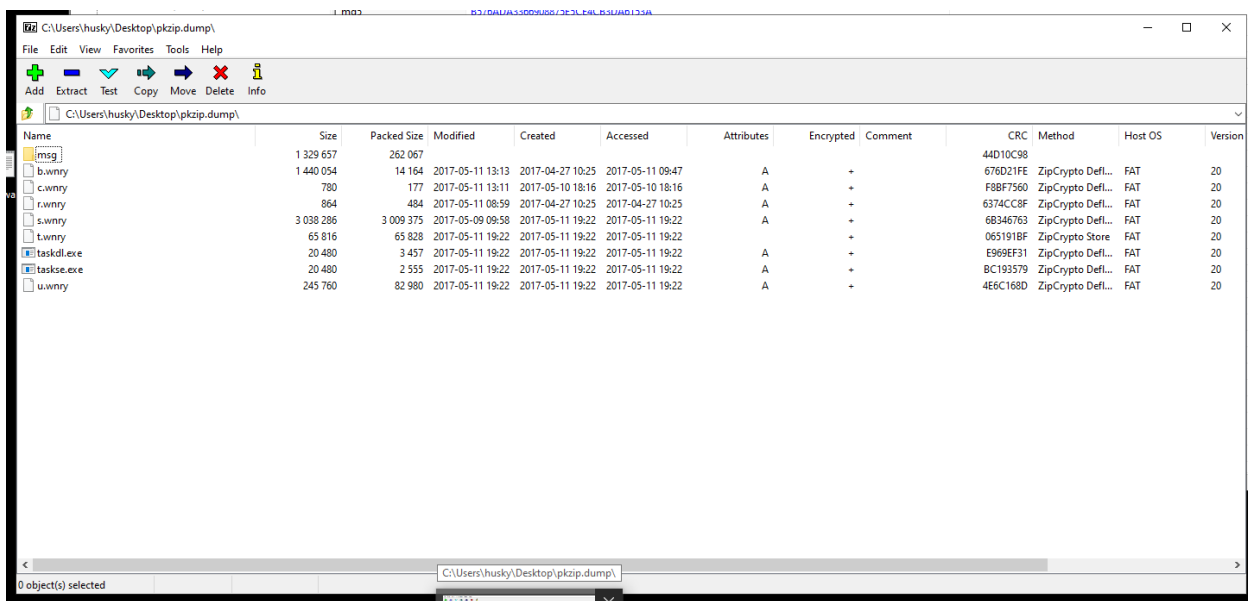 md5 B576ADA3366908875E5CE4CB3DAB153A
C:\Users\husky\Desktop\pkzip.dump\
File Edit View Favorites Tools Help
Add Extract Test Copy Move Delete Info
C:\Users\husky\Desktop\pkzip.dump\
Name Size Packed Size Modified Created Accessed Attributes Encrypted Comment CRC Method Host OS Version
msg 1 329 657 262 067 44D10C98
b.wnry 1 440 054 14 164 2017-05-11 13:13 2017-04-27 10:25 2017-05-11 09:47 A + 676D21FE ZipCrypto Defl... FAT 20
c.wnry 780 177 2017-05-11 13:11 2017-05-10 18:16 2017-05-10 18:16 A + F8BF7560 ZipCrypto Defl... FAT 20
r.wnry 864 484 2017-05-11 08:59 2017-04-27 10:25 2017-04-27 10:25 A + 6374CC8F ZipCrypto Defl... FAT 20
s.wnry 3 038 286 3 009 375 2017-05-09 09:58 2017-05-11 19:22 2017-05-11 19:22 A + 6B346763 ZipCrypto Defl... FAT 20
t.wnry 65 816 65 828 2017-05-11 19:22 2017-05-11 19:22 2017-05-11 19:22 + 065191BF ZipCrypto Store FAT 20
taskdl.exe 20 480 3 457 2017-05-11 19:22 2017-05-11 19:22 2017-05-11 19:22 A + E969EF31 ZipCrypto Defl... FAT 20
taskse.exe 20 480 2 555 2017-05-11 19:22 2017-05-11 19:22 2017-05-11 19:22 A + BC193579 ZipCrypto Defl... FAT 20
u.wnry 245 760 82 980 2017-05-11 19:22 2017-05-11 19:22 2017-05-11 19:22 A + 4E6C168D ZipCrypto Defl... FAT 20
C:\Users\husky\Desktop\pkzip.dump\
0 object(s) selected